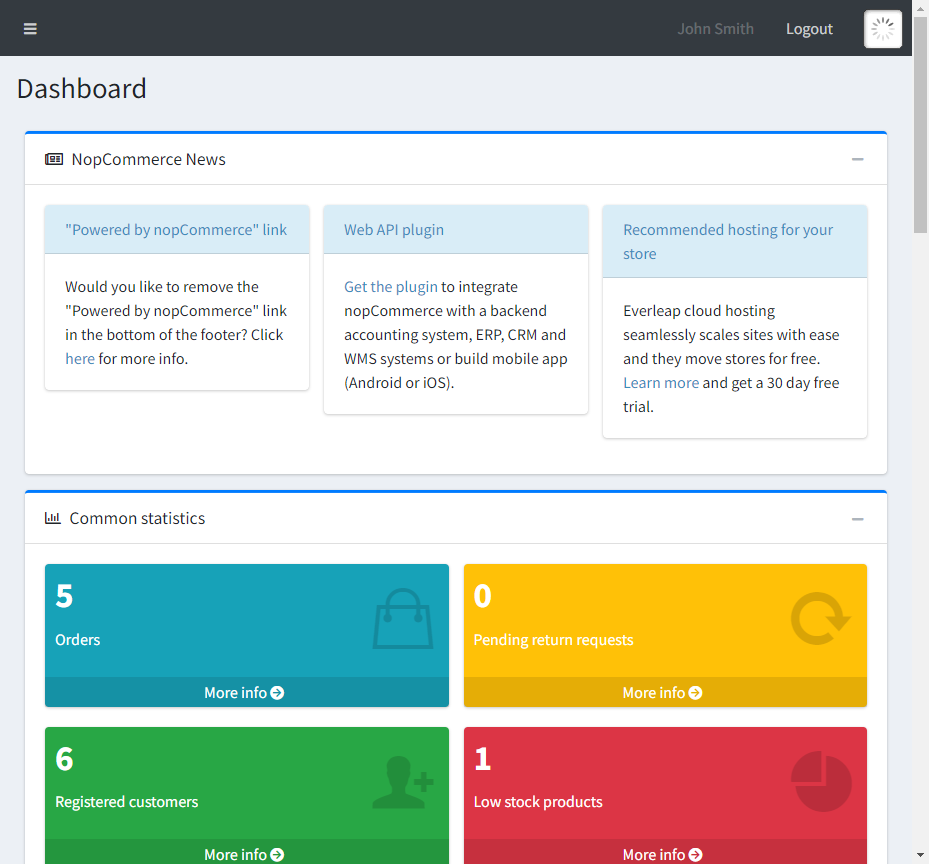 John Smith
Logout
Dashboard
NopCommerce News
"Powered by nopCommerce" link
Would you like to remove the
"Powered by nopCommerce" link
in the bottom of the footer? Click
here for more info.
Web API plugin
Get the plugin to integrate
nopCommerce with a backend
accounting system, ERP, CRM and
WMS systems or build mobile app
(Android or iOS).
Recommended hosting for your
store
Everleap cloud hosting
seamlessly scales sites with ease
and they move stores for free.
Learn more and get a 30 day free
trial.
Common statistics
5
Orders
More info
0
Pending return requests
More info
6
Registered customers
More info
1
Low stock products
More info